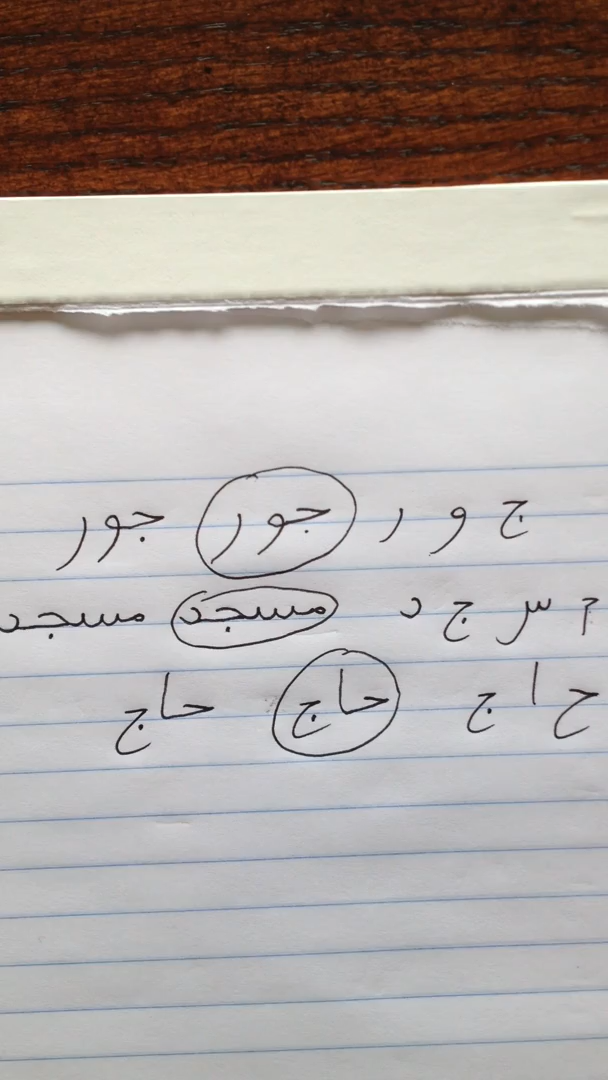 ج و ر جور جور
م س ج د مسجد مسجد
ح ا ج حاج حاج